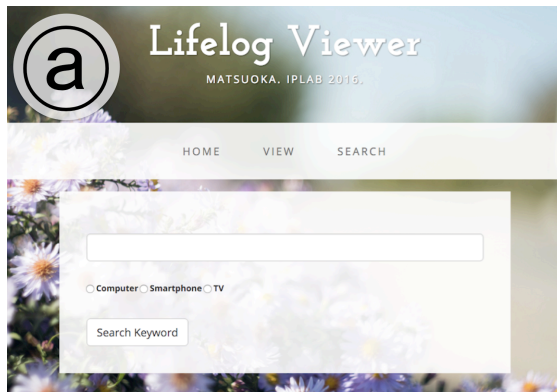 a
Lifelog Viewer
MATSUOKA. IPLAB 2016.
HOME VIEW SEARCH
Computer Smartphone TV
Search Keyword